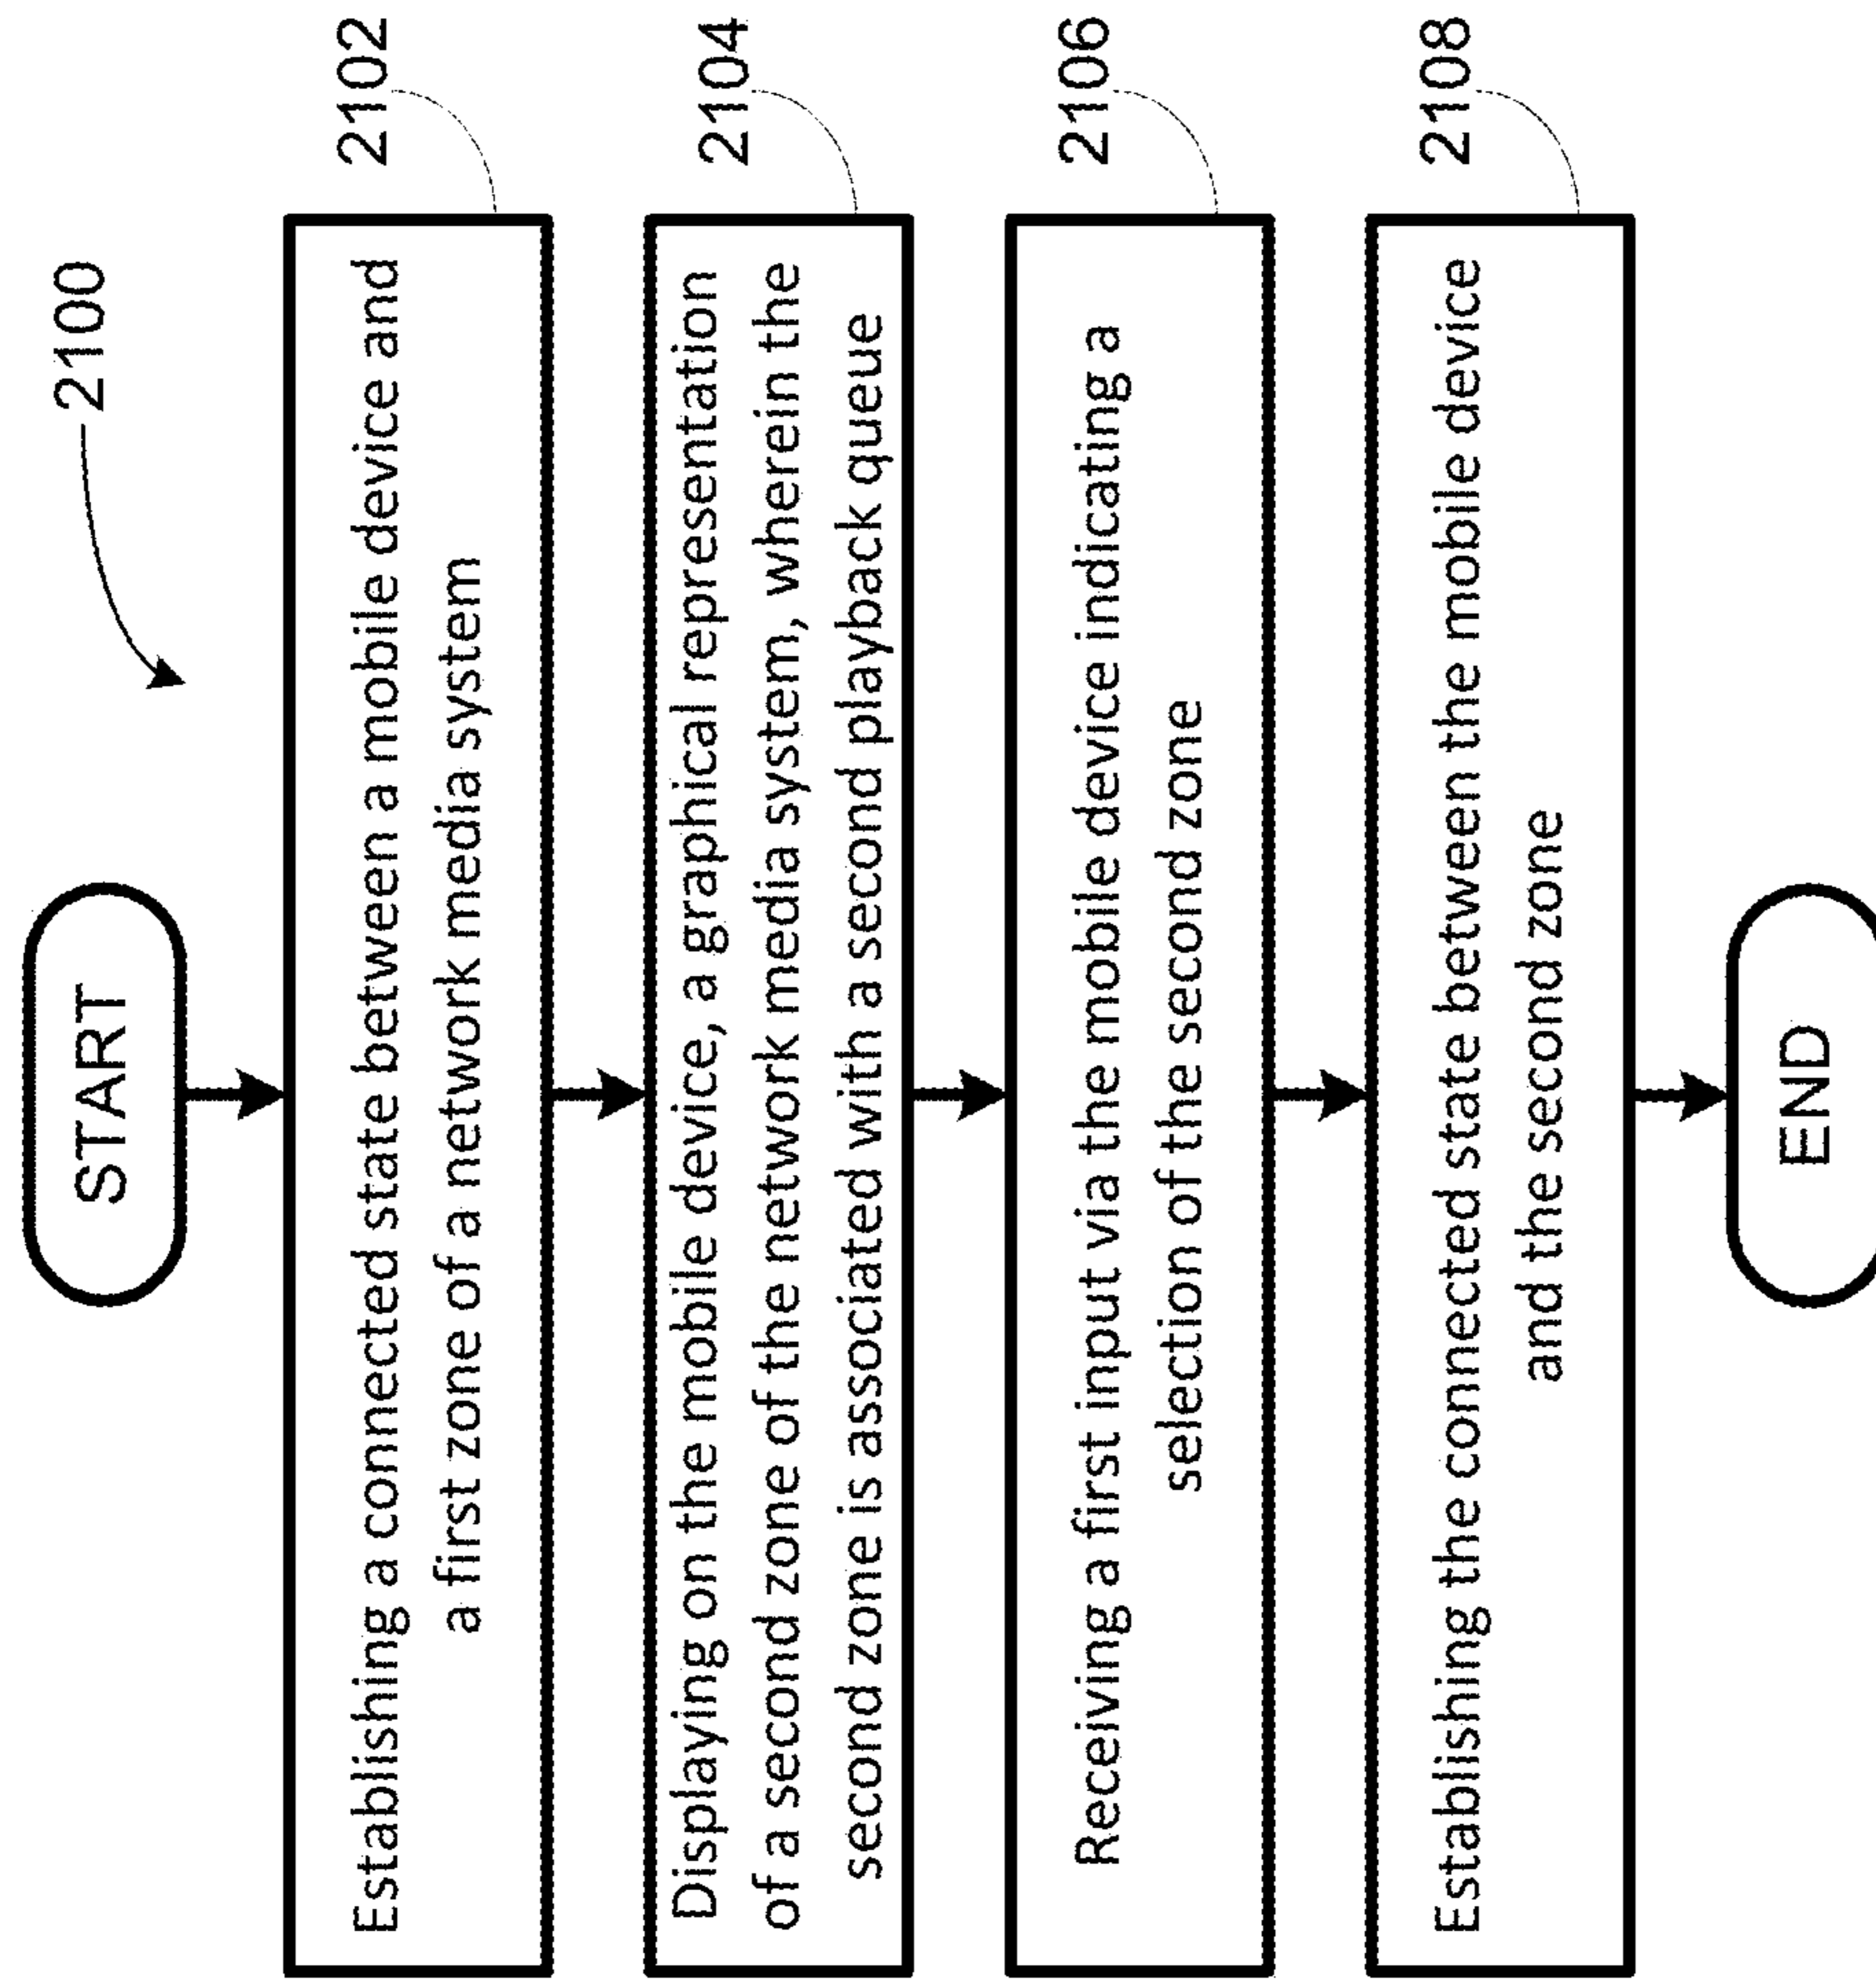 2100
START
Establishing a connected state between a mobile device and
a first zone of a network media system
2102
Displaying on the mobile device, a graphical representation
of a second zone of the network media system, wherein the
second zone is associated with a second playback queue
2104
Receiving a first input via the mobile device indicating a
selection of the second zone
2106
Establishing the connected state between the mobile device
and the second zone
2108
END